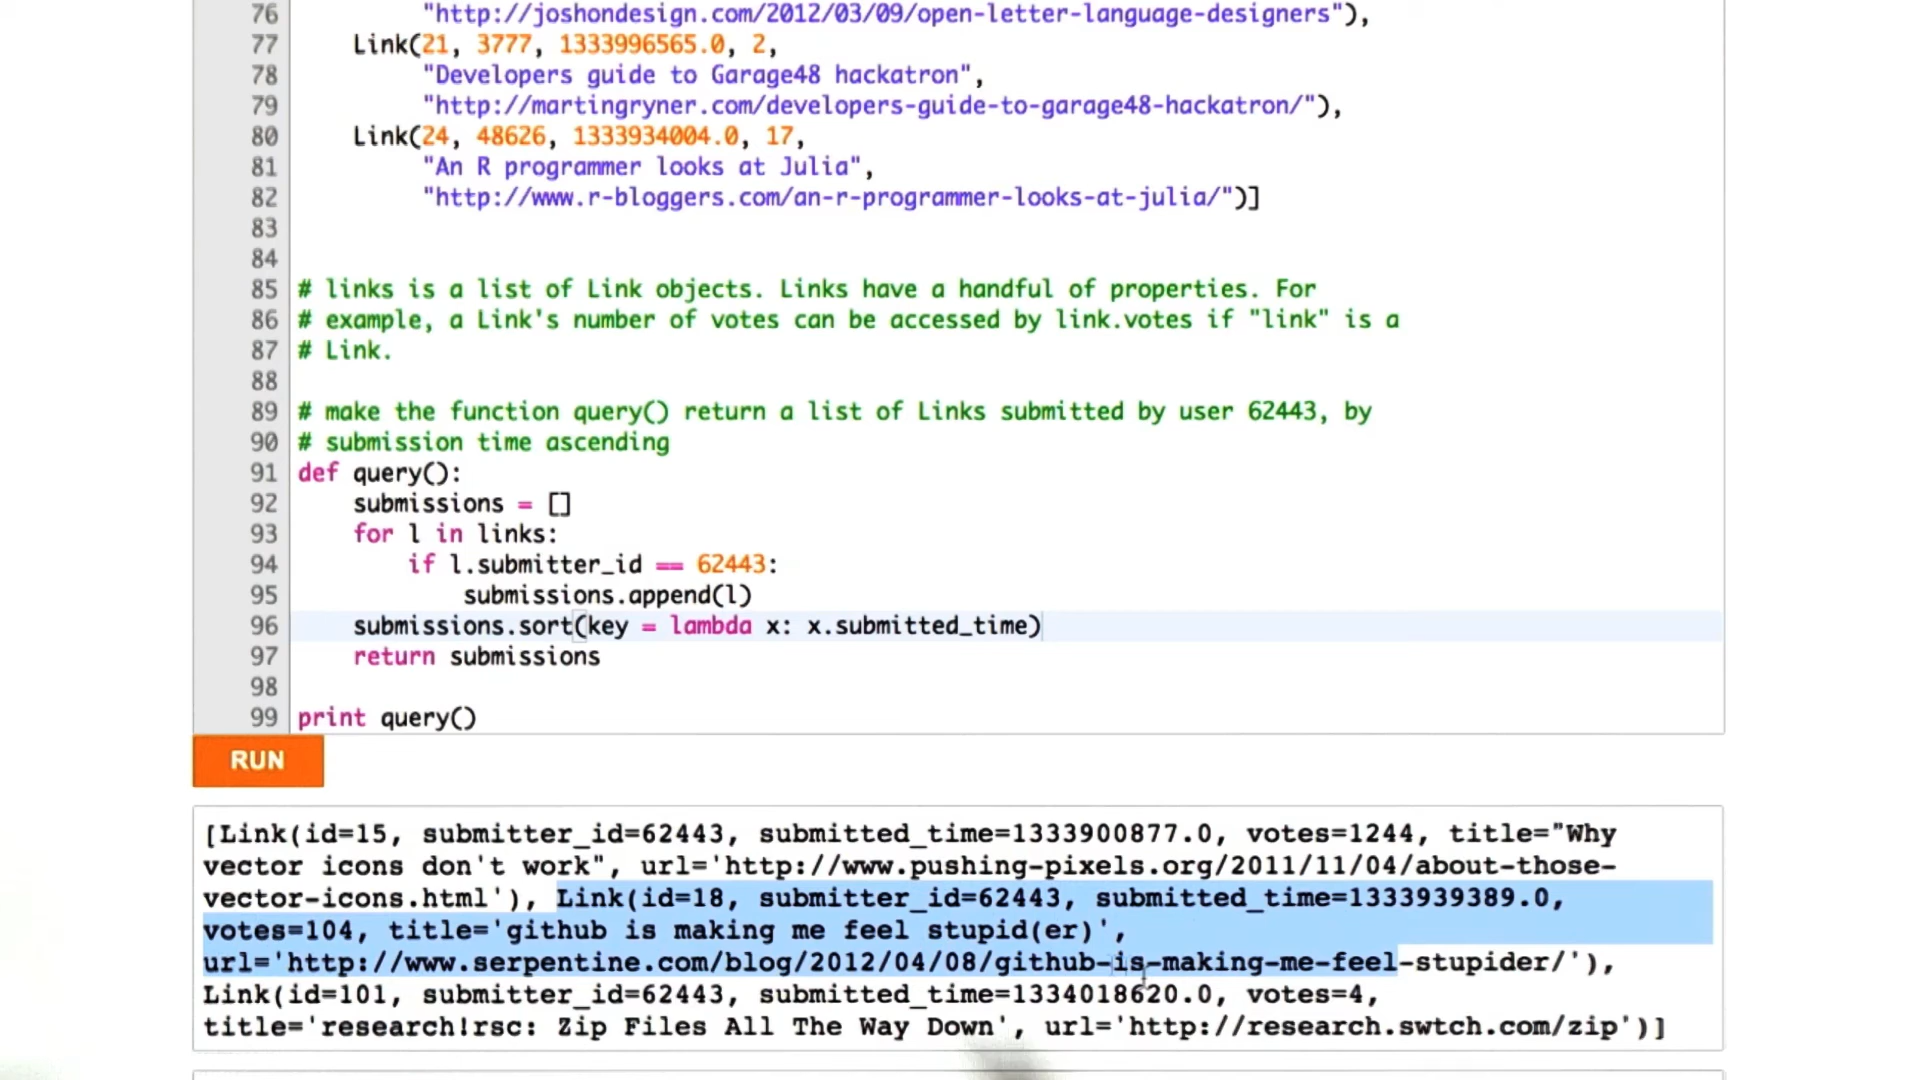 76 "http://joshondesign.com/2012/03/09/open-letter-language-designers"),
77 Link(21, 3777, 1333996565.0, 2,
78 "Developers guide to Garage48 hackatron",
79 "http://martingryner.com/developers-guide-to-garage48-hackatron/"),
80 Link(24, 48626, 1333934004.0, 17,
81 "An R programmer looks at Julia",
82 "http://www.r-bloggers.com/an-r-programmer-looks-at-julia/")]
83
84
85 # links is a list of Link objects. Links have a handful of properties. For
86 # example, a Link's number of votes can be accessed by link.votes if "link" is a
87 # Link.
88
89 # make the function query() return a list of Links submitted by user 62443, by
90 # submission time ascending
91 def query():
92 submissions = []
93 for l in links:
94 if l.submitter_id == 62443:
95 submissions.append(l)
96 submissions.sort(key = lambda x: x.submitted_time)
97 return submissions
98
99 print query()
RUN
[Link(id=15, submitter_id=62443, submitted_time=1333900877.0, votes=1244, title="Why
vector icons don't work", url='http://www.pushing-pixels.org/2011/11/04/about-those-
vector-icons.html'), Link(id=18, submitter_id=62443, submitted_time=1333939389.0,
votes=104, title='github is making me feel stupid(er)',
url='http://www.serpentine.com/blog/2012/04/08/github-is-making-me-feel-stupider/'),
Link(id=101, submitter_id=62443, submitted_time=1334018620.0, votes=4,
title='research!rsc: Zip Files All The Way Down', url='http://research.swtch.com/zip')]